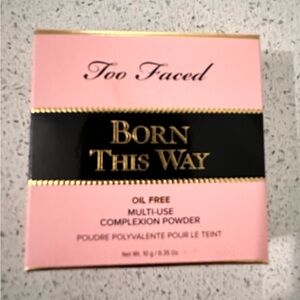 Too Faced
BORN
THIS WAY
OIL FREE
MULTI-USE
COMPLEXION POWDER
POUDRE POLYVALENTE POUR LE TEINT
Net Wt. 10 g / 0.35 Oz.